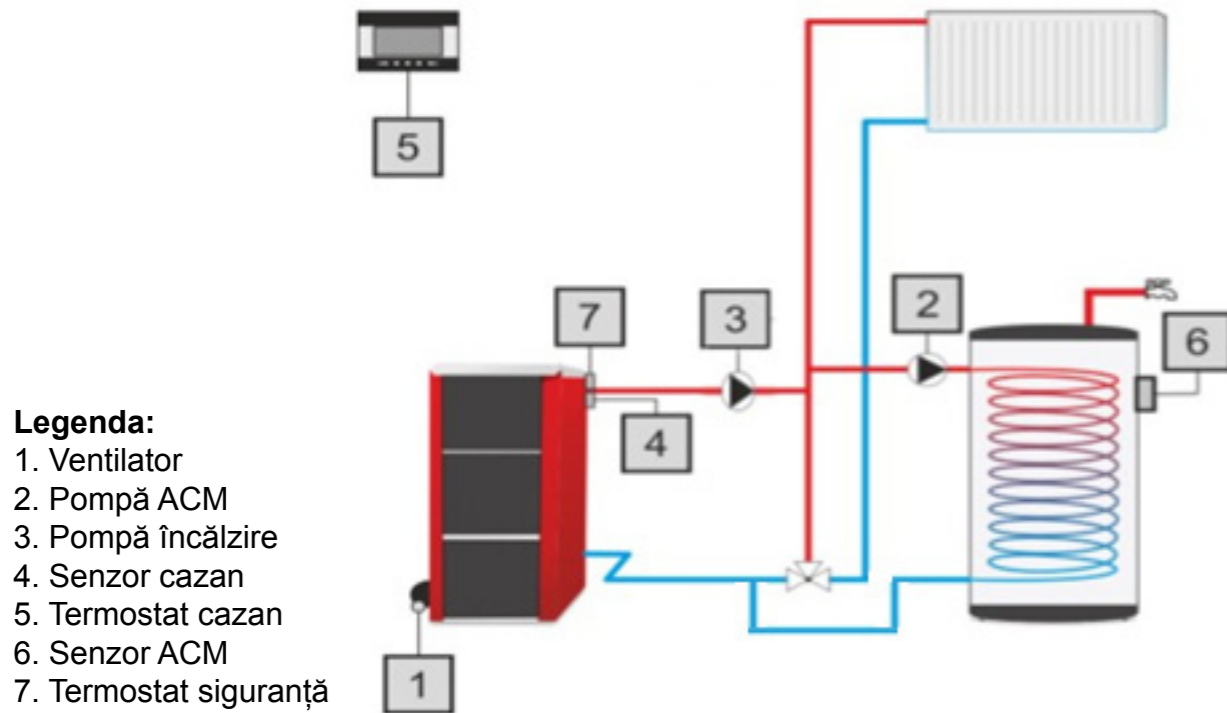 5
7
3
2
6
4
1
Legenda:
1. Ventilator
2. Pompă ACM
3. Pompă încălzire
4. Senzor cazan
5. Termostat cazan
6. Senzor ACM
7. Termostat siguranță